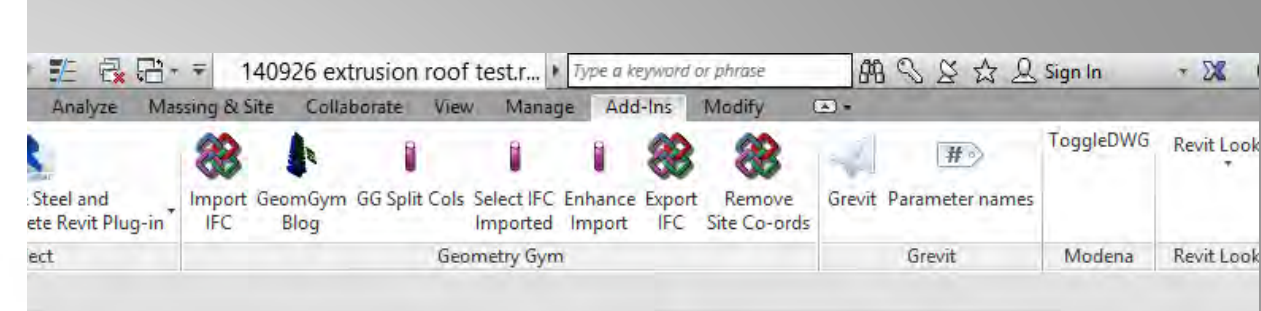 140926 extrusion roof test.r... Type a keyword or phrase Sign In
Analyze Massing & Site Collaborate View Manage Add-Ins Modify
Steel and
ete Revit Plug-in
Import
IFC
GeomGym
Blog
GG Split Cols
Select IFC
Imported
Enhance
Import
Export
IFC
Remove
Site Co-ords
Grevit
# Parameter names
ToggleDWG
Revit Look
ect Geometry Gym Grevit Modena Revit Look